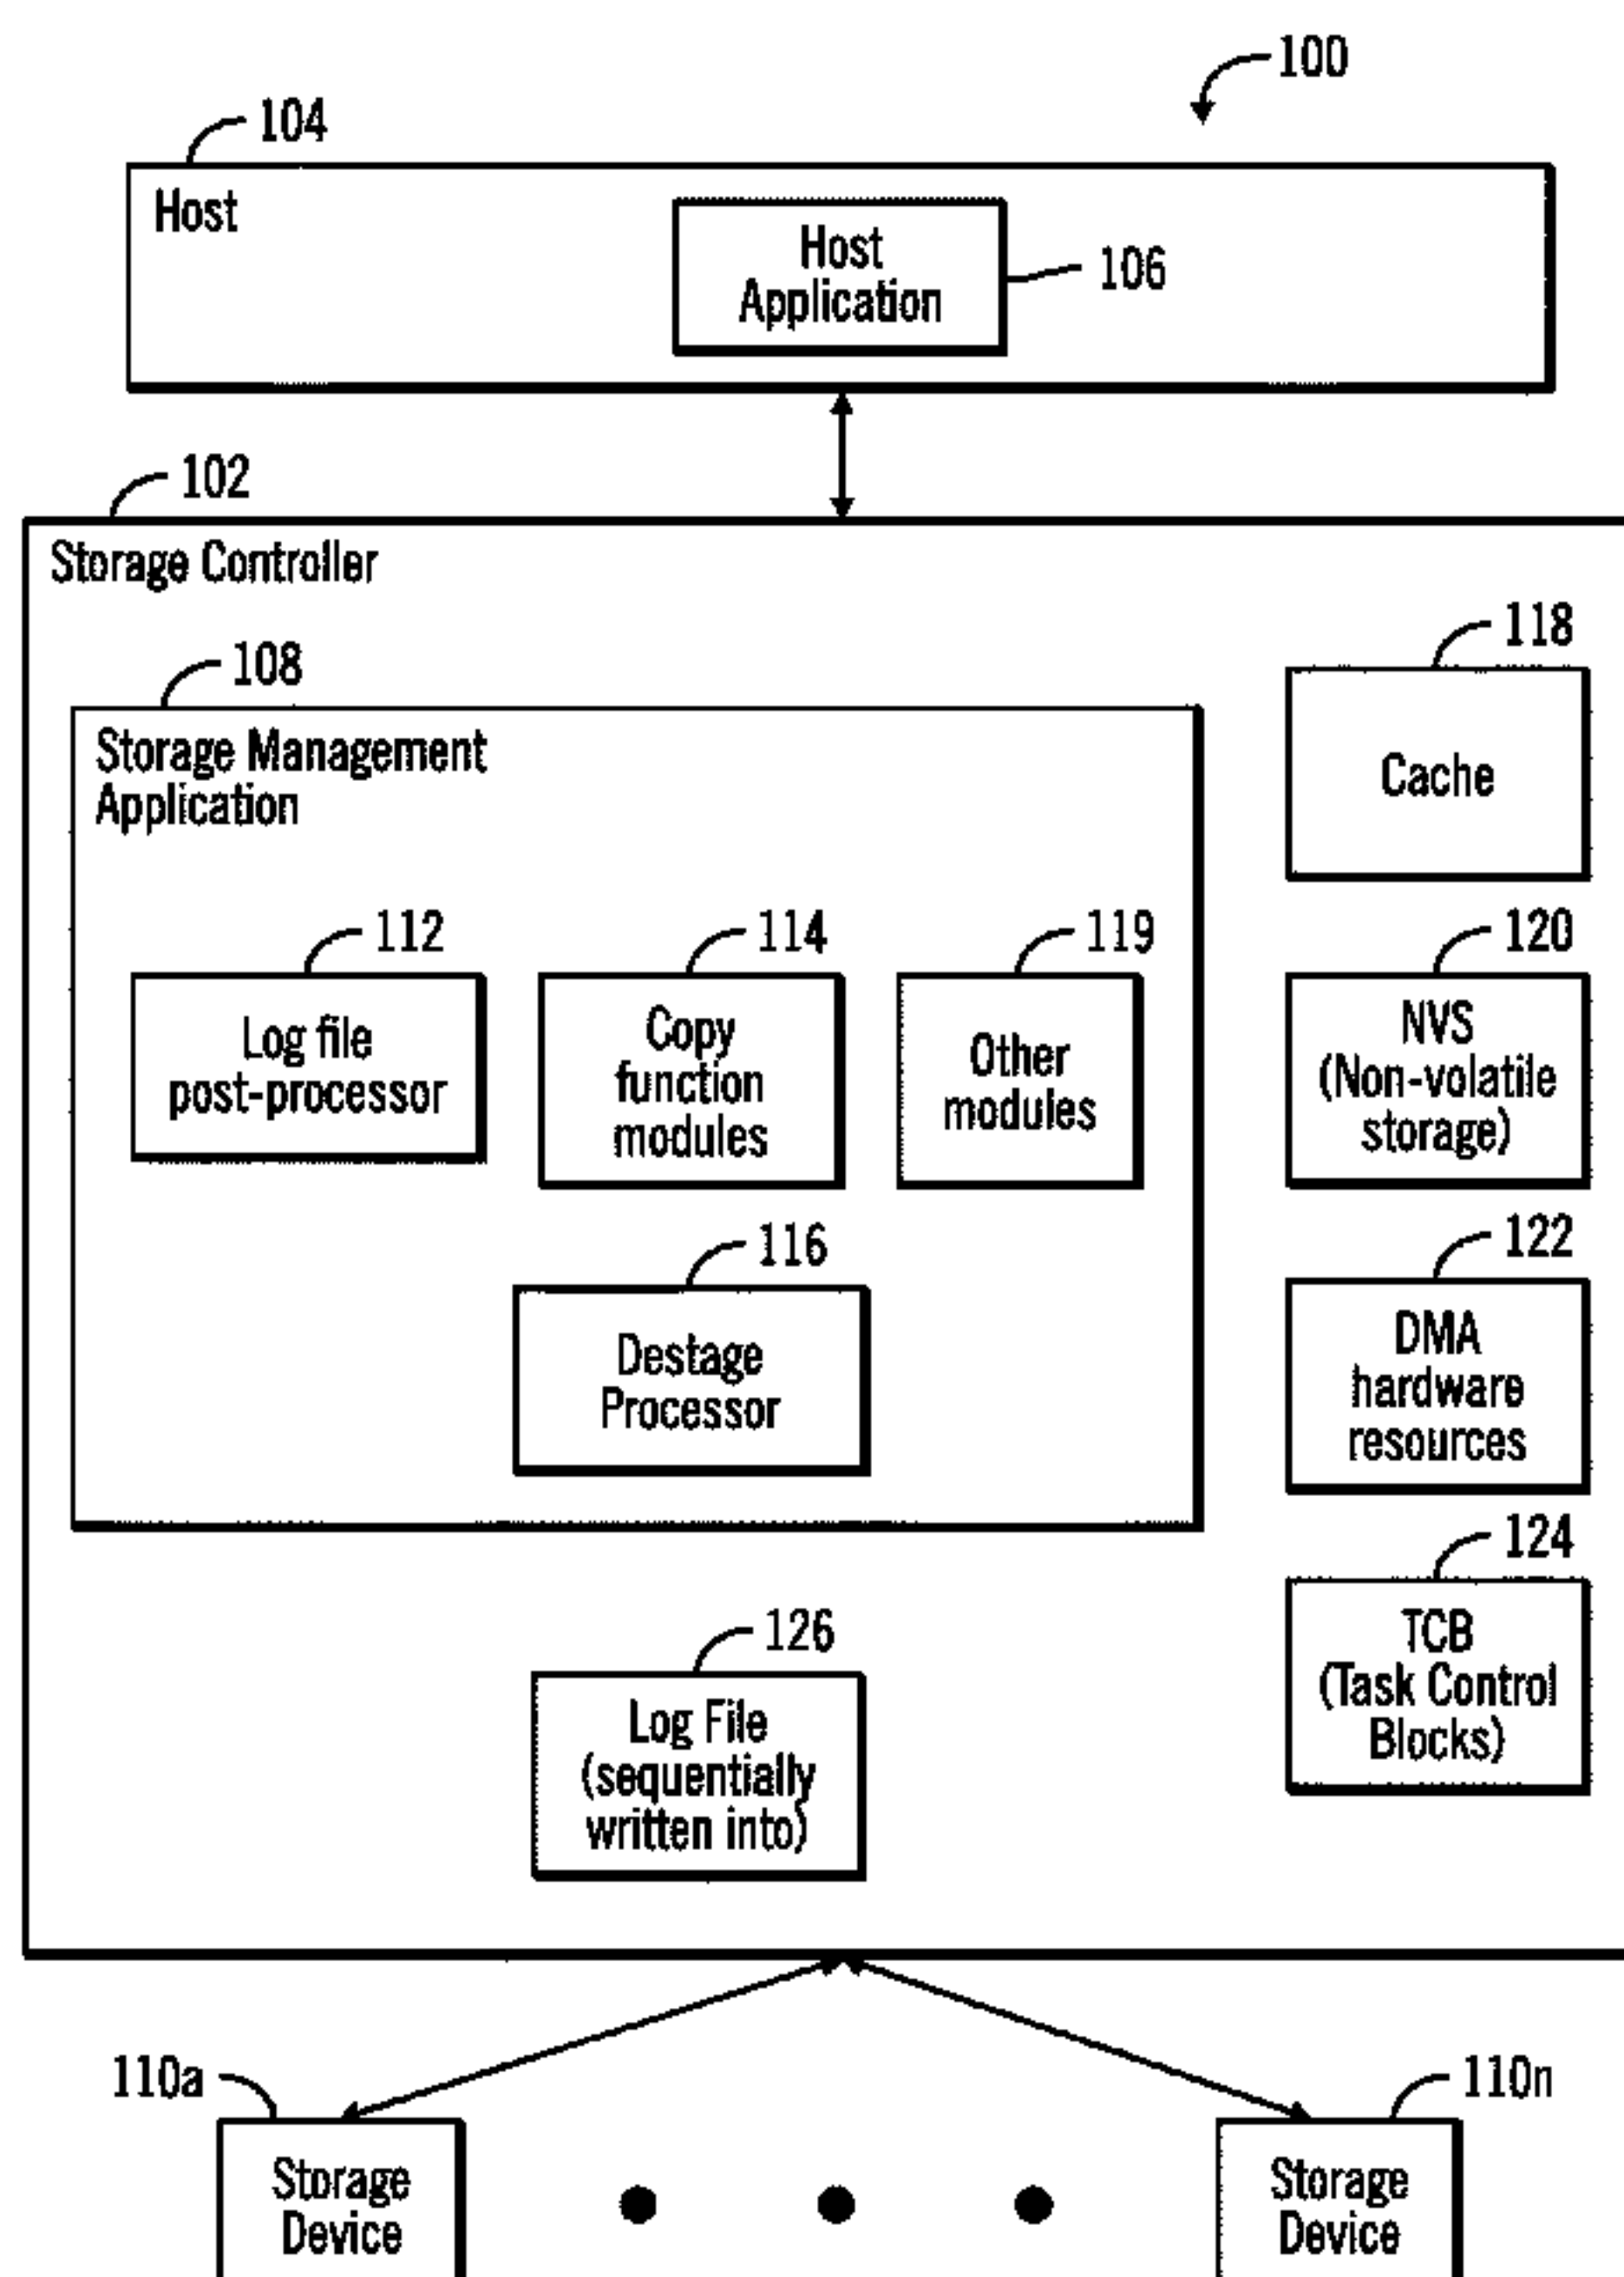 100
104
Host
Host
Application
106
102
Storage Controller
118
108
Storage Management
Application
Cache
112
114
119
120
Log file
post-processor
Copy
function
modules
Other
modules
NVS
(Non-volatile
storage)
116
122
Destage
Processor
DMA
hardware
resources
124
126
TCB
(Task Control
Blocks)
Log File
(sequentially
written into)
110a
110n
Storage
Device
Storage
Device